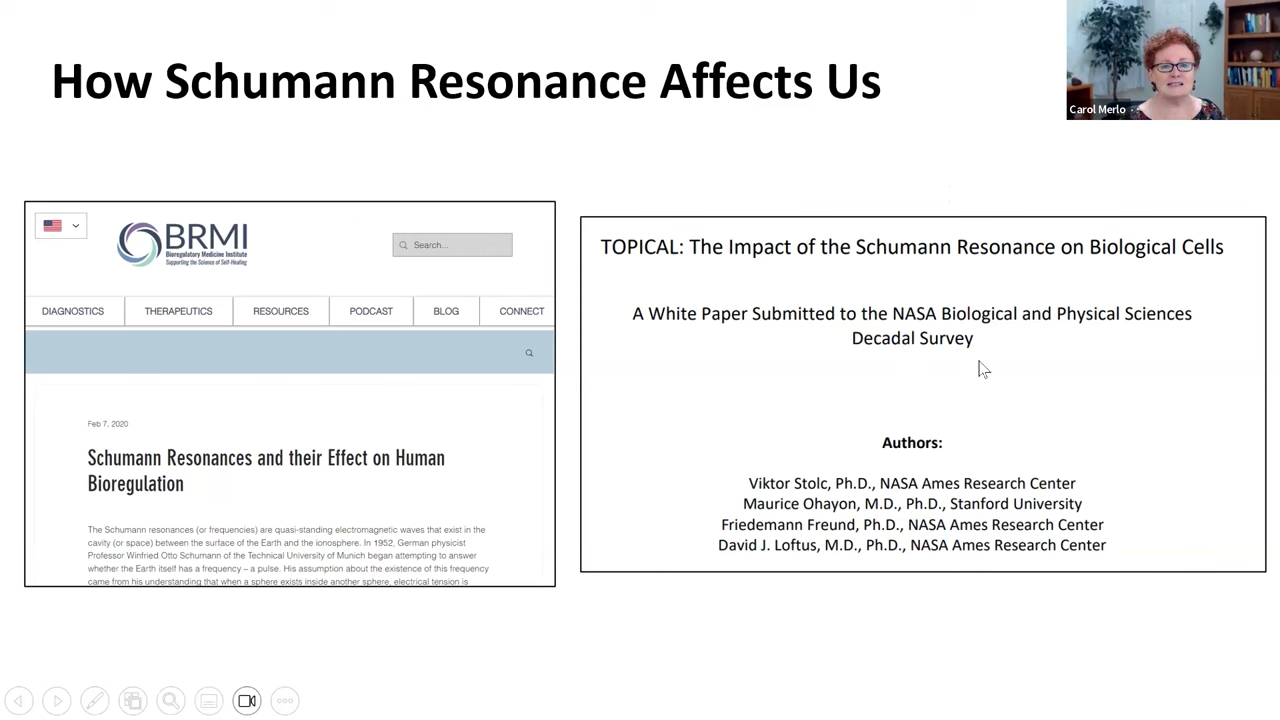 How Schumann Resonance Affects Us
Carol Merlo
BRMI
Bioregulatory Medicine Institute
Supporting the Science of Self-Healing
Search...
DIAGNOSTICS
THERAPEUTICS
RESOURCES
PODCAST
BLOG
CONNECT
Feb 7, 2020
Schumann Resonances and their Effect on Human
Bioregulation
The Schumann resonances (or frequencies) are quasi-standing electromagnetic waves that exist in the
cavity (or space) between the surface of the Earth and the ionosphere. In 1952, German physicist
Professor Winfried Otto Schumann of the Technical University of Munich began attempting to answer
whether the Earth itself has a frequency – a pulse. His assumption about the existence of this frequency
came from his understanding that when a sphere exists inside another sphere, electrical tension is
TOPICAL: The Impact of the Schumann Resonance on Biological Cells
A White Paper Submitted to the NASA Biological and Physical Sciences
Decadal Survey
Authors:
Viktor Stolc, Ph.D., NASA Ames Research Center
Maurice Ohayon, M.D., Ph.D., Stanford University
Friedemann Freund, Ph.D., NASA Ames Research Center
David J. Loftus, M.D., Ph.D., NASA Ames Research Center